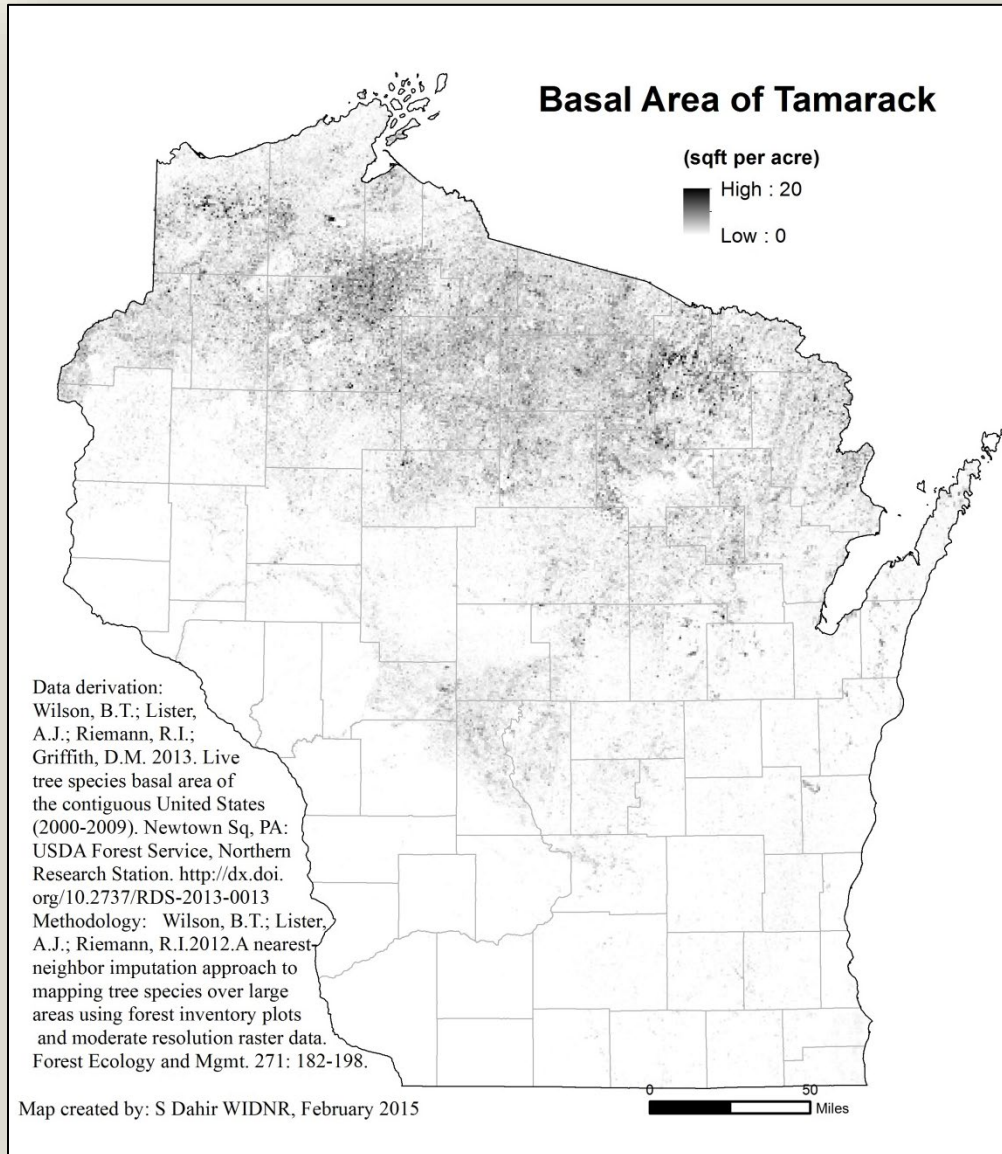 Basal Area of Tamarack
(sqft per acre)
High : 20
Low : 0
Data derivation:
Wilson, B.T.; Lister,
A.J.; Riemann, R.I.;
Griffith, D.M. 2013. Live
tree species basal area of
the contiguous United States
(2000-2009). Newtown Sq, PA:
USDA Forest Service, Northern
Research Station. http://dx.doi.
org/10.2737/RDS-2013-0013
Methodology: Wilson, B.T.; Lister,
A.J.; Riemann, R.I.2012.A nearest-
neighbor imputation approach to
mapping tree species over large
areas using forest inventory plots
and moderate resolution raster data.
Forest Ecology and Mgmt. 271: 182-198.
Map created by: S Dahir WIDNR, February 2015
0 50
Miles